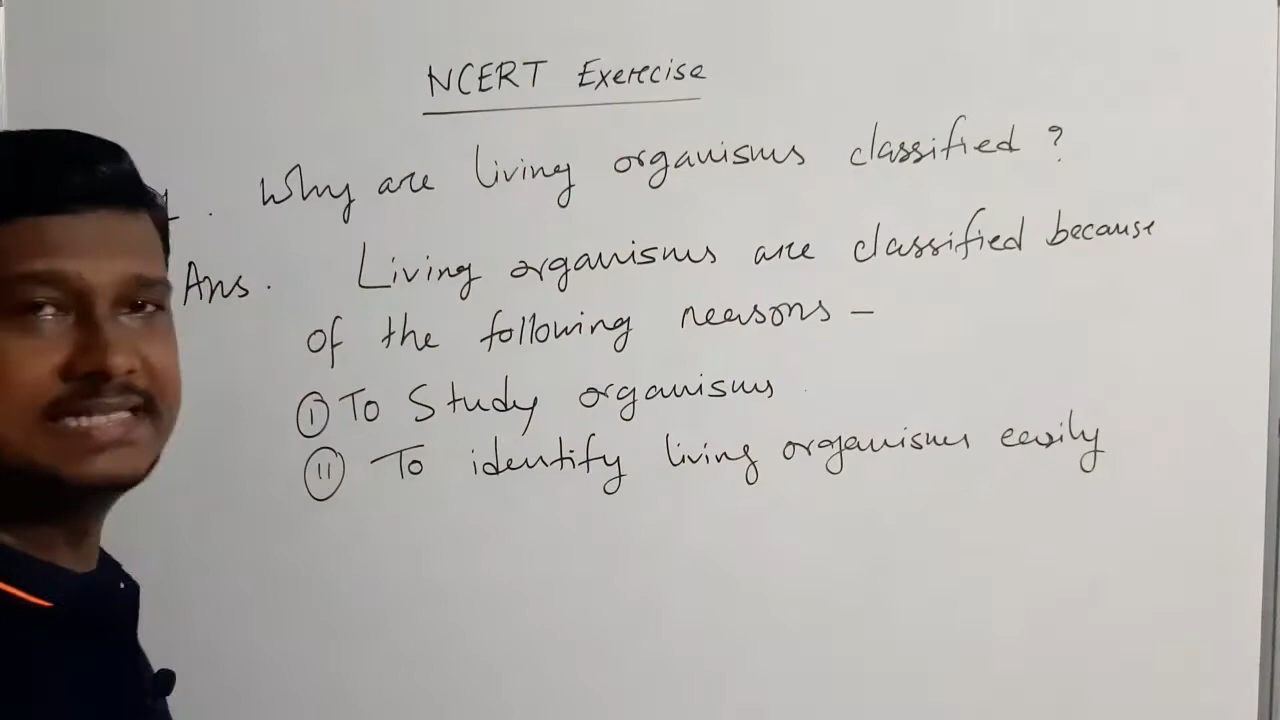 NCERT Exercise
1. Why are living organisms classified?
Ans. Living organisms are classified because
of the following reasons –
(i) To Study organisms
(ii) To identify living organisms easily